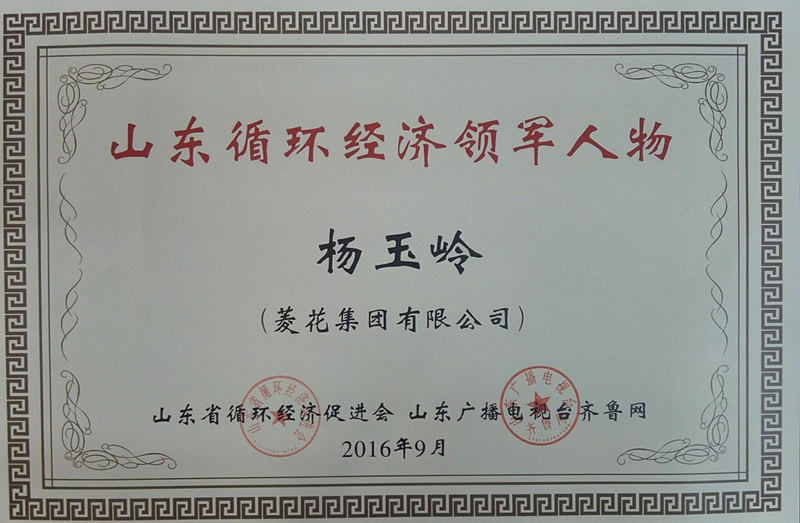 山东循环经济领军人物
杨玉岭
（菱花集团有限公司）
山东省循环经济促进会 山东广播电视台齐鲁网
2016年9月